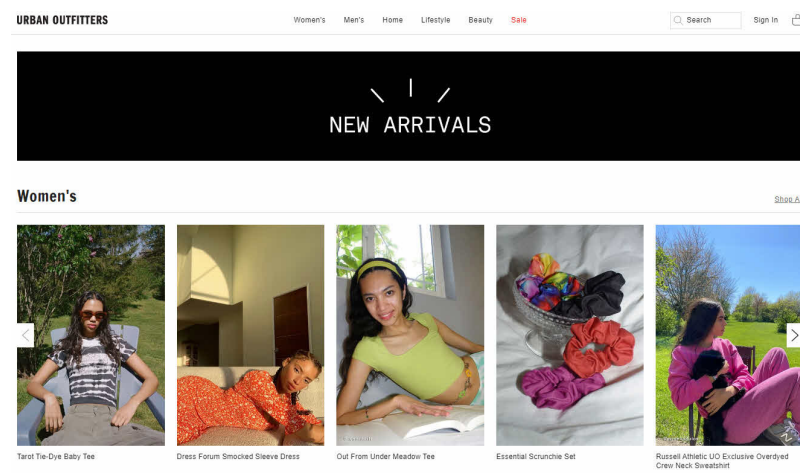 URBAN OUTFITTERS
Women's Men's Home Lifestyle Beauty Sale Search Sign In
NEW ARRIVALS
Women's
Shop A
Tarot Tie-Dye Baby Tee
Dress Forum Smocked Sleeve Dress
Out From Under Meadow Tee
Essential Scrunchie Set
Russell Athletic UO Exclusive Overdyed
Crew Neck Sweatshirt